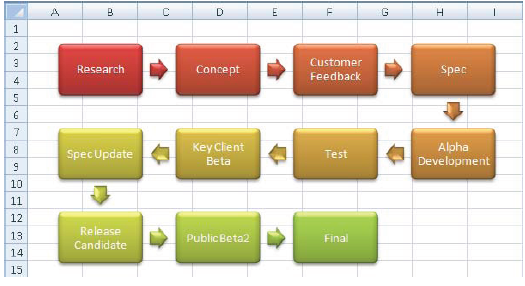 A B C D E F G H I
1
2
3
4
5
6
7
8
9
10
11
12
13
14
15
Research
Concept
Customer
Feedback
Spec
Spec Update
Key Client
Beta
Test
Alpha
Development
Release
Candidate
PublicBeta2
Final